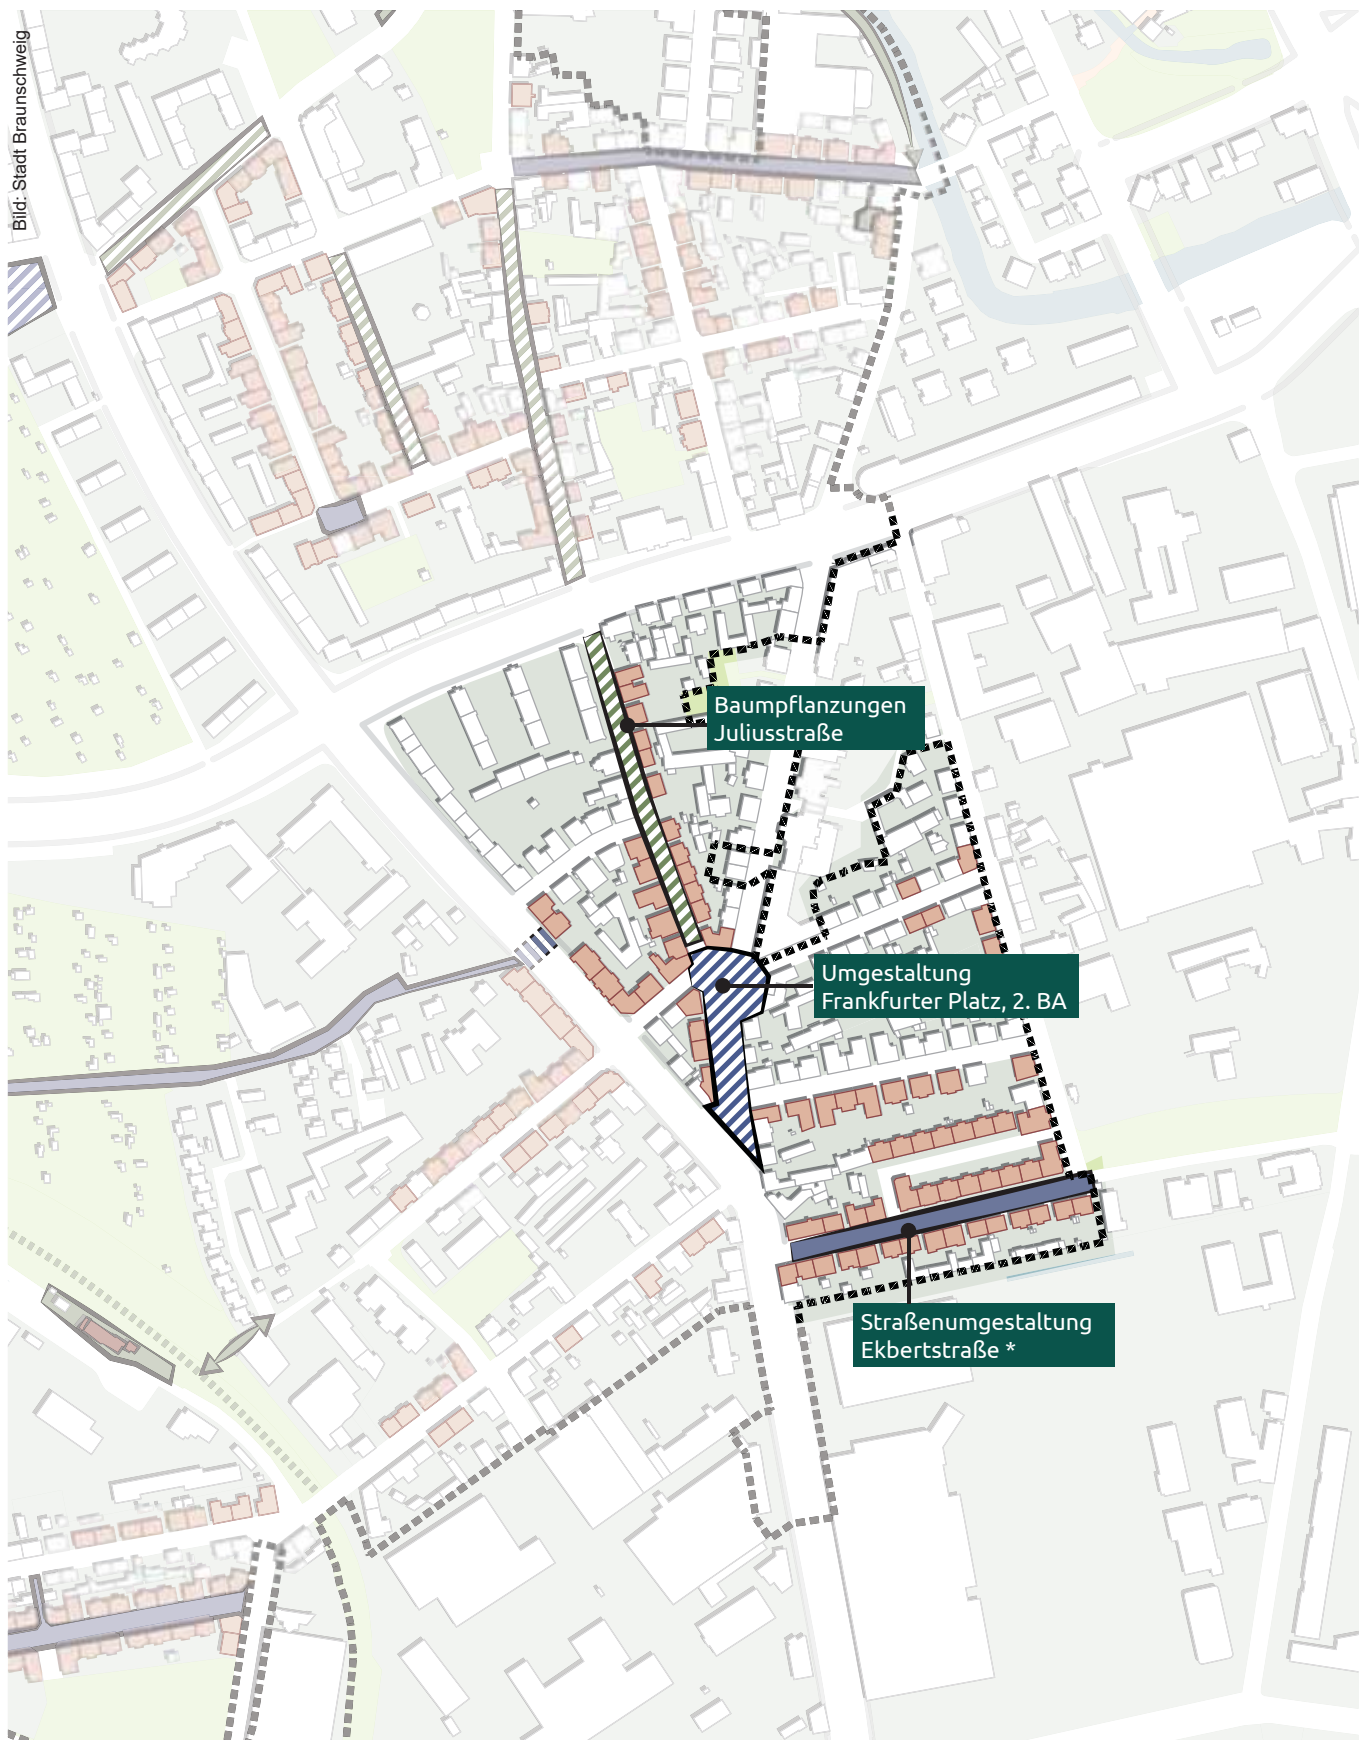 Bild: Stadt Braunschweig
Baumpflanzungen
Juliusstraße
Umgestaltung
Frankfurter Platz, 2. BA
Straßenumgestaltung
Ekbertstraße *